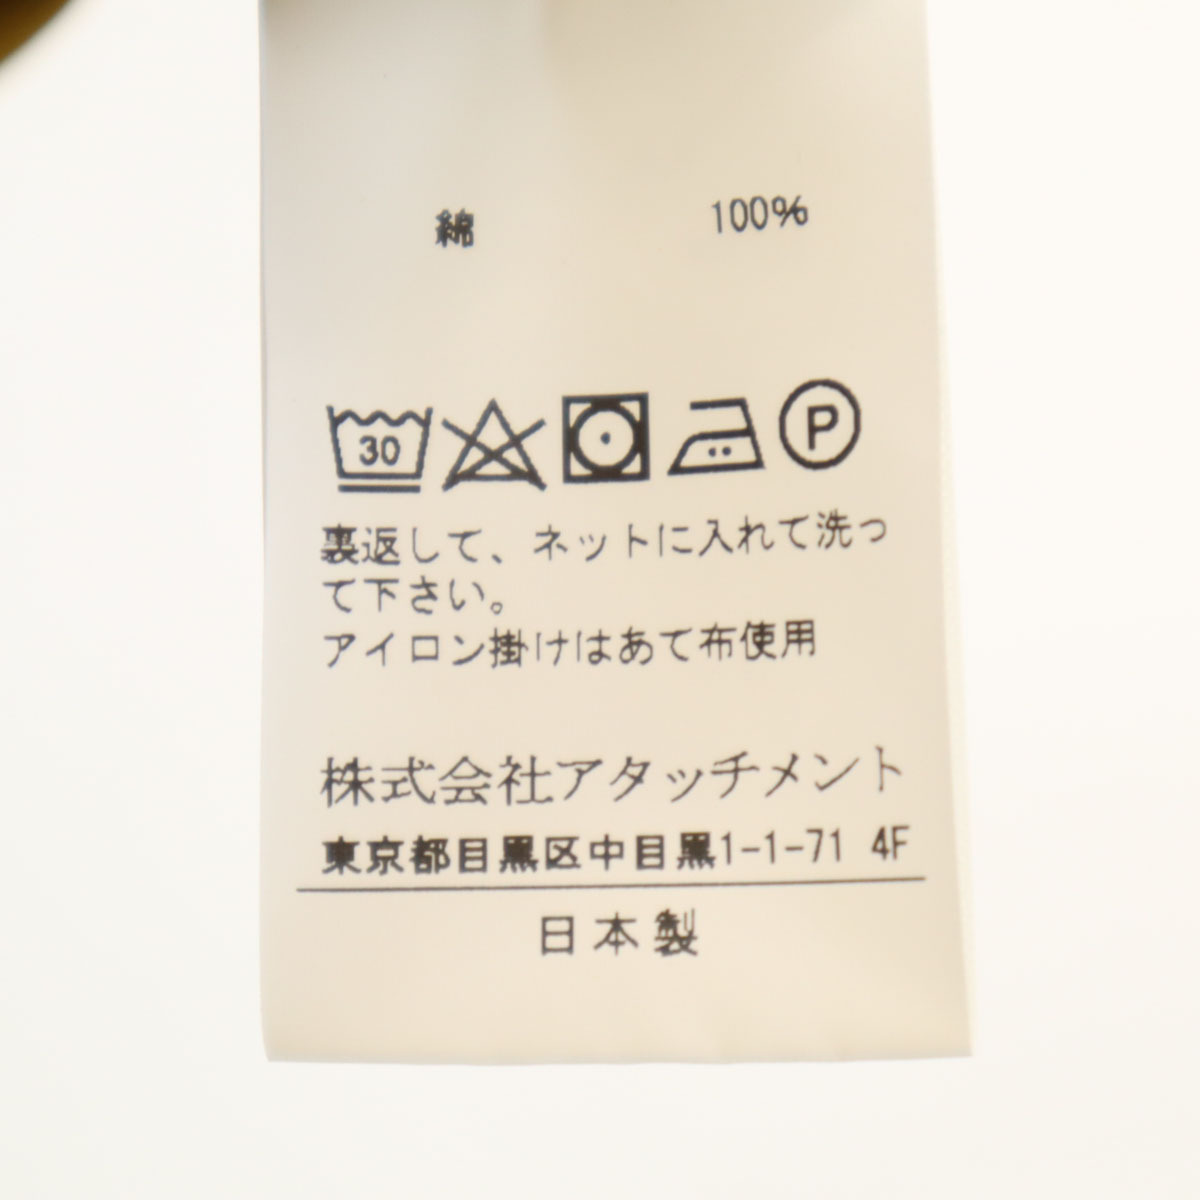 綿 100%
30
P
裏返して、ネットに入れて洗っ
て下さい。
アイロン掛けはあて布使用
株式会社アタッチメント
東京都目黒区中目黒1-1-71 4F
日本製